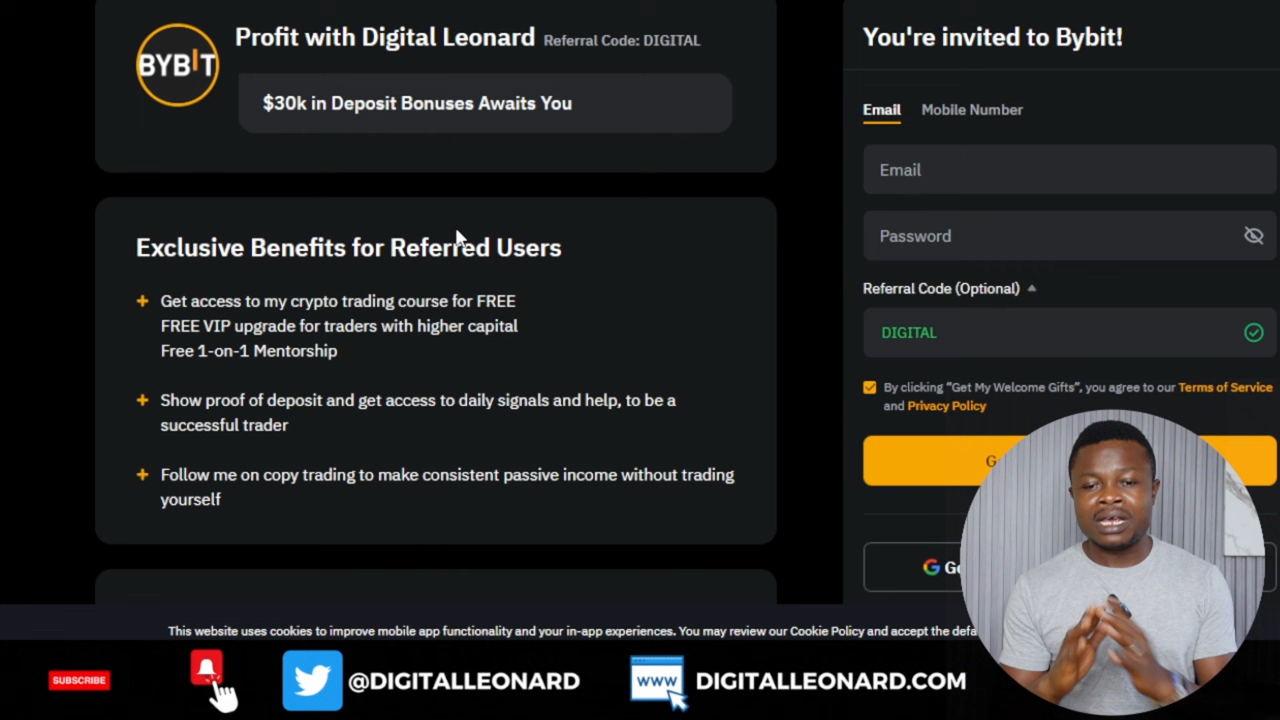 BYBIT
Profit with Digital Leonard Referral Code: DIGITAL
$30k in Deposit Bonuses Awaits You
Exclusive Benefits for Referred Users
Get access to my crypto trading course for FREE
FREE VIP upgrade for traders with higher capital
Free 1-on-1 Mentorship
Show proof of deposit and get access to daily signals and help, to be a
successful trader
Follow me on copy trading to make consistent passive income without trading
yourself
You're invited to Bybit!
Email Mobile Number
Email
Password
Referral Code (Optional)
DIGITAL
By clicking “Get My Welcome Gifts”, you agree to our Terms of Service
and Privacy Policy
This website uses cookies to improve mobile app functionality and your in-app experiences. You may review our Cookie Policy and accept the
SUBSCRIBE
@DIGITALLEONARD
WWW
DIGITALLEONARD.COM